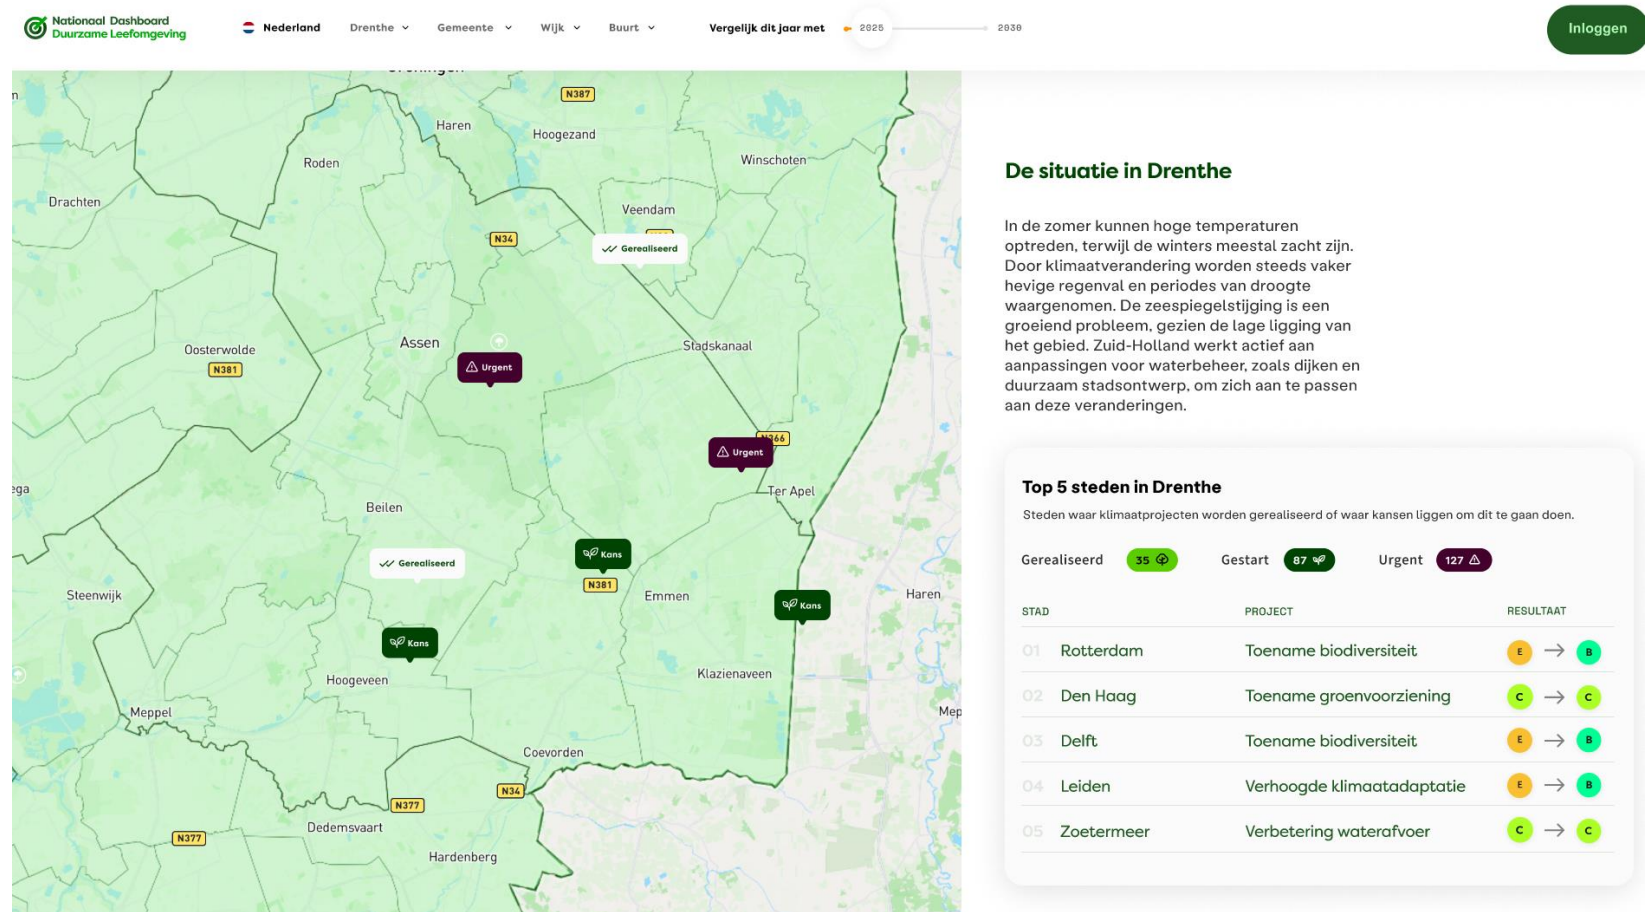 Nationaal Dashboard
Duurzame Leefomgeving
Nederland
Drenthe
Gemeente
Wijk
Buurt
Vergelijk dit jaar met
2025
2030
Inloggen
N387
Haren
Hoogezand
Roden
Winschoten
Drachten
Veendam
N34
Gerealiseerd
Assen
Stadskanaal
Oosterwolde
N381
Urgent
N366
Urgent
Ter Apel
Beilen
Kans
Gerealiseerd
N381
Steenwijk
Emmen
Haren
Kans
Kans
Klazienaveen
Hoogeveen
Meppel
Mep
Coevorden
N34
N377
Dedemsvaart
N377
Hardenberg
De situatie in Drenthe
In de zomer kunnen hoge temperaturen
optreden, terwijl de winters meestal zacht zijn.
Door klimaatverandering worden steeds vaker
hevige regenval en periodes van droogte
waargenomen. De zeespiegelstijging is een
groeiend probleem, gezien de lage ligging van
het gebied. Zuid-Holland werkt actief aan
aanpassingen voor waterbeheer, zoals dijken en
duurzaam stadsontwerp, om zich aan te passen
aan deze veranderingen.
Top 5 steden in Drenthe
Steden waar klimaatprojecten worden gerealiseerd of waar kansen liggen om dit te gaan doen.
Gerealiseerd 35 Gestart 87 Urgent 127
STAD PROJECT RESULTAAT
01 Rotterdam Toename biodiversiteit E → B
02 Den Haag Toename groenvoorziening C → C
03 Delft Toename biodiversiteit E → B
04 Leiden Verhoogde klimaatadaptatie E → B
05 Zoetermeer Verbetering waterafvoer C → C